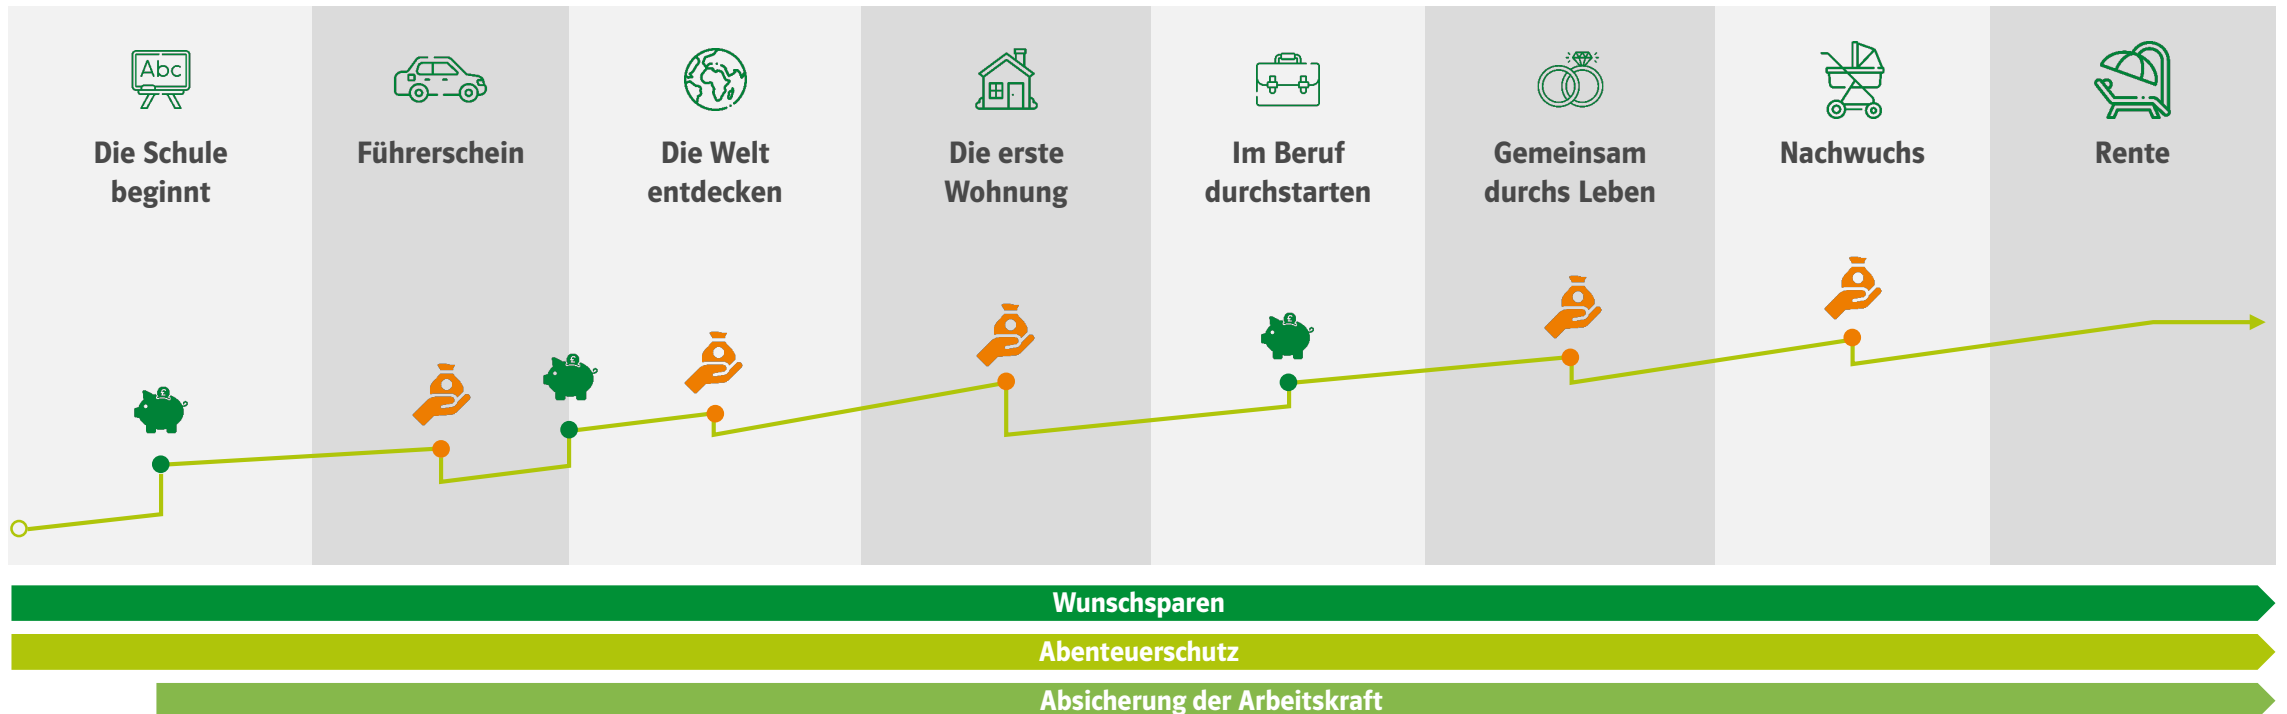 Abc
Die Schule
beginnt
Führerschein
Die Welt
entdecken
Die erste
Wohnung
Im Beruf
durchstarten
Gemeinsam
durchs Leben
Nachwuchs
Rente
£
£
£
Wunschsparen
Abenteuerschutz
Absicherung der Arbeitskraft